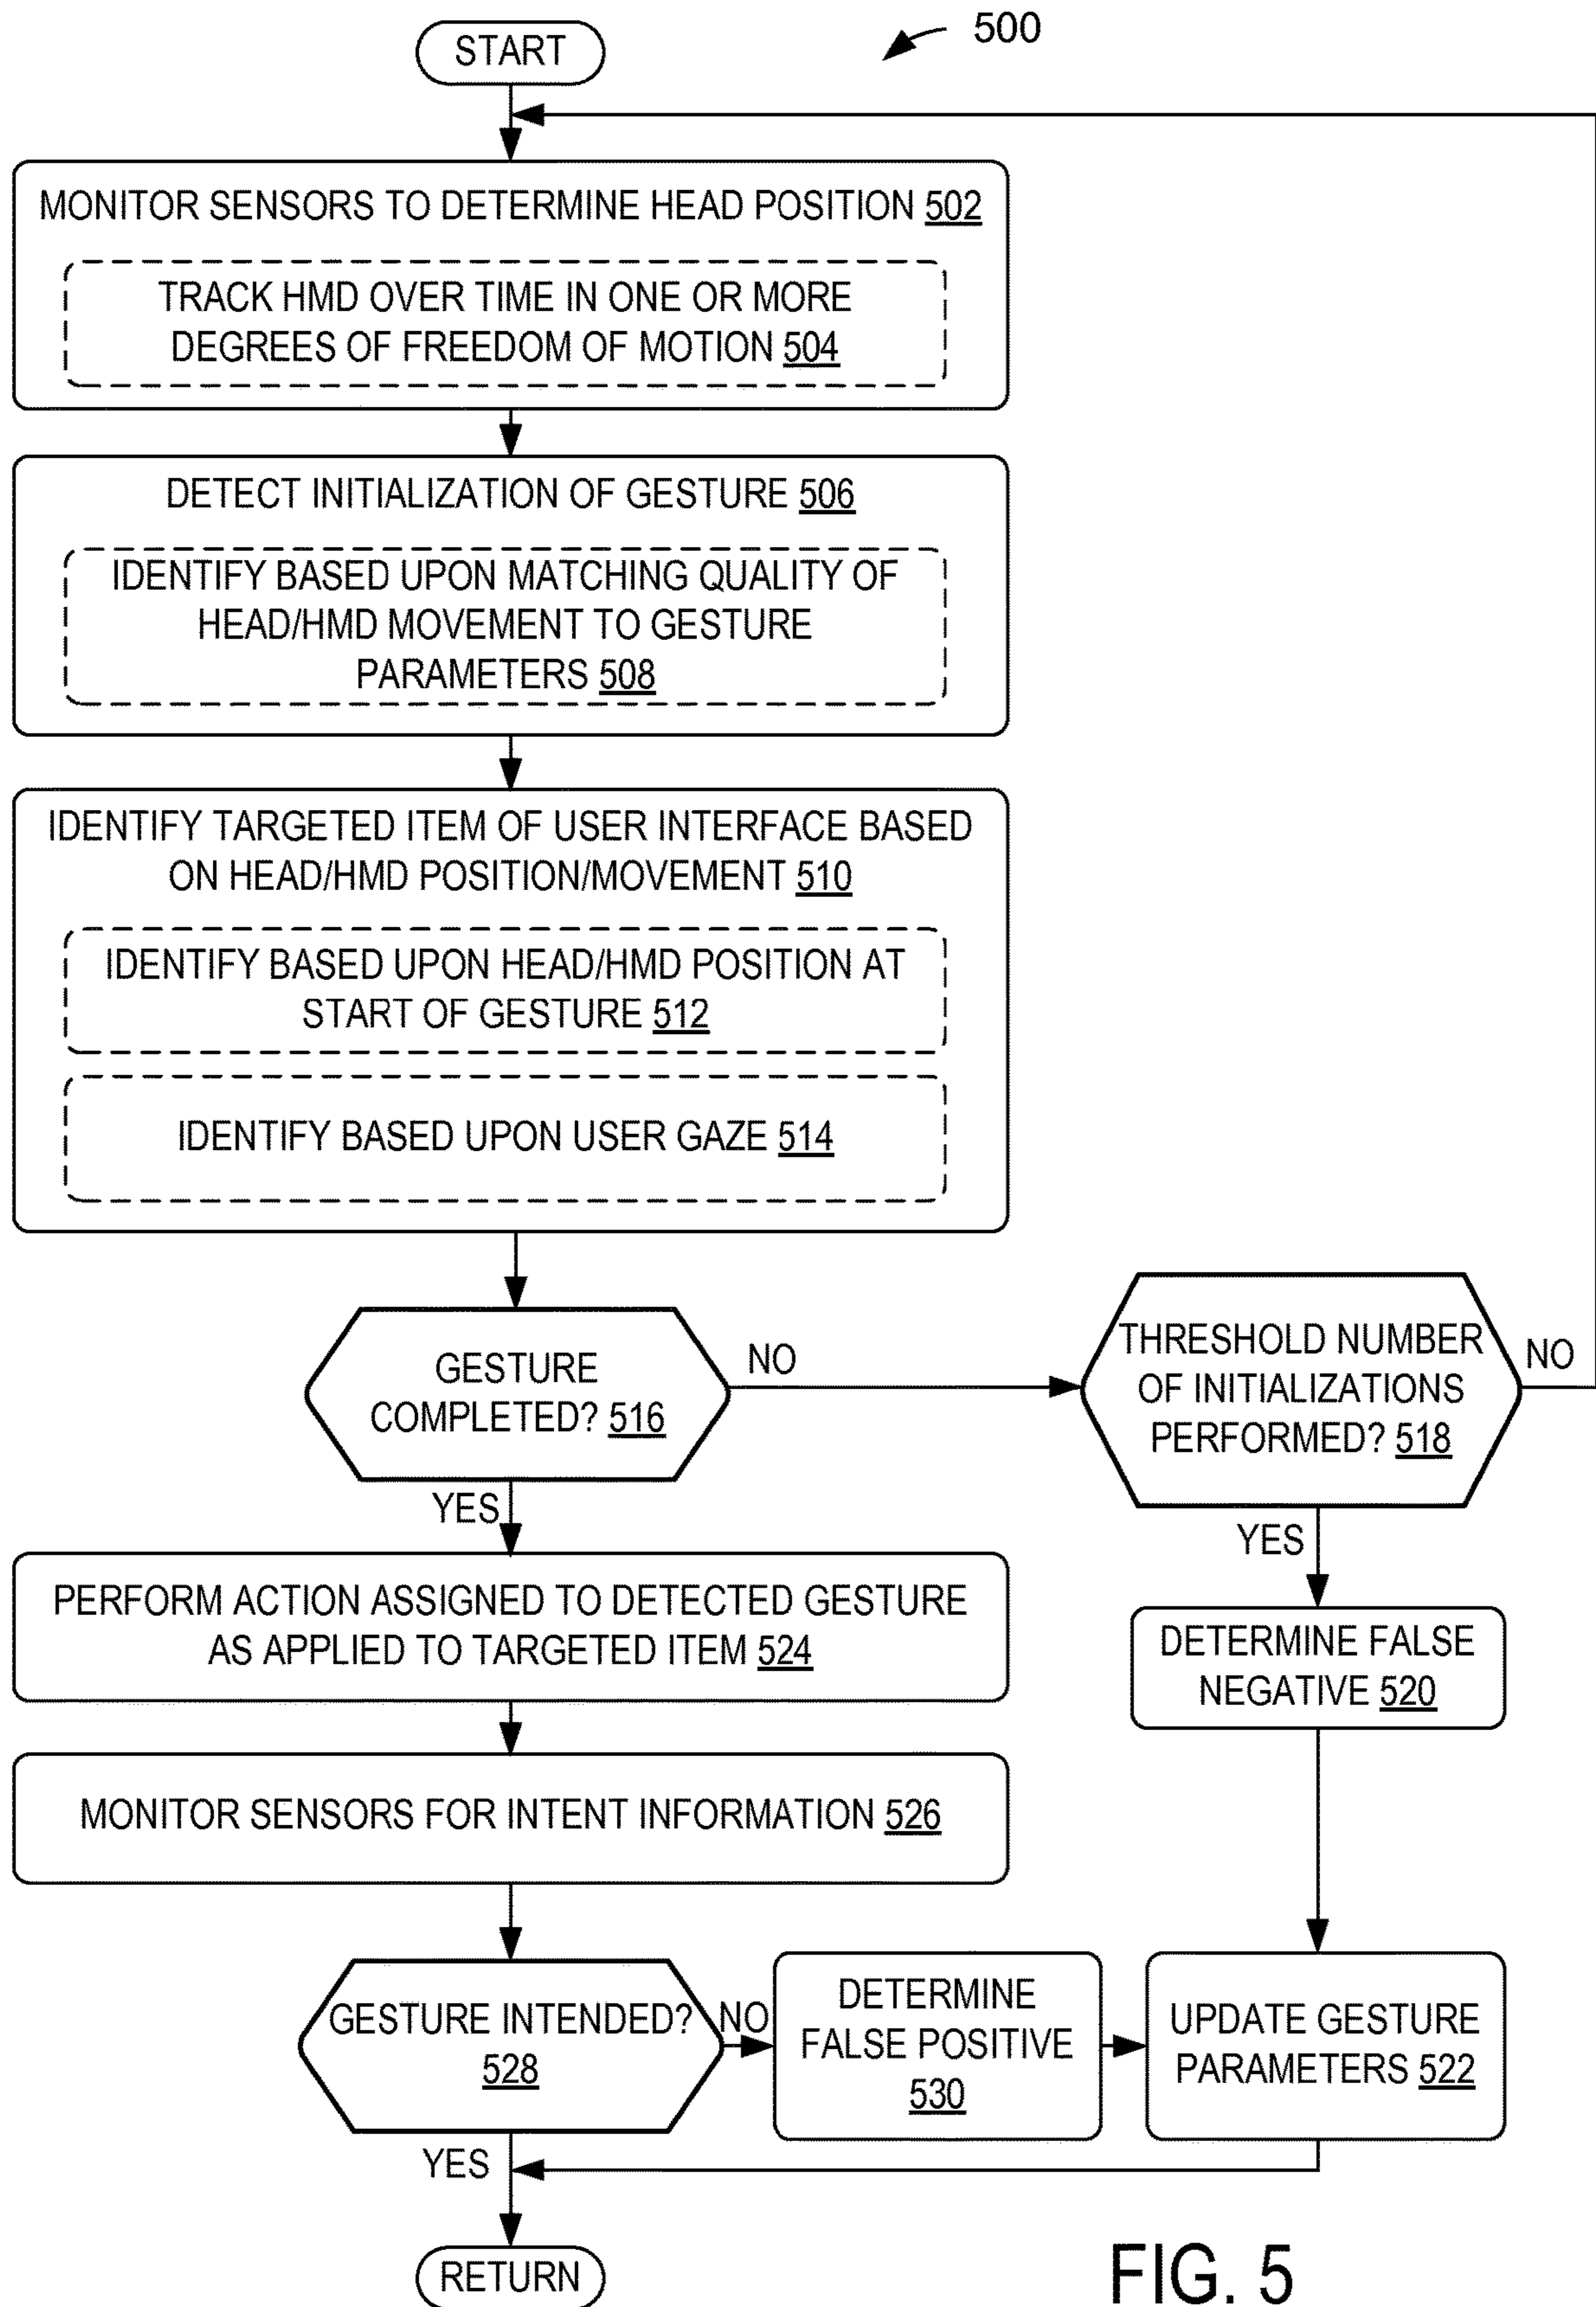 START
500
MONITOR SENSORS TO DETERMINE HEAD POSITION 502
TRACK HMD OVER TIME IN ONE OR MORE
DEGREES OF FREEDOM OF MOTION 504
DETECT INITIALIZATION OF GESTURE 506
IDENTIFY BASED UPON MATCHING QUALITY OF
HEAD/HMD MOVEMENT TO GESTURE
PARAMETERS 508
IDENTIFY TARGETED ITEM OF USER INTERFACE BASED
ON HEAD/HMD POSITION/MOVEMENT 510
IDENTIFY BASED UPON HEAD/HMD POSITION AT
START OF GESTURE 512
IDENTIFY BASED UPON USER GAZE 514
GESTURE
COMPLETED? 516
NO
THRESHOLD NUMBER
OF INITIALIZATIONS
PERFORMED? 518
NO
YES
YES
PERFORM ACTION ASSIGNED TO DETECTED GESTURE
AS APPLIED TO TARGETED ITEM 524
DETERMINE FALSE
NEGATIVE 520
MONITOR SENSORS FOR INTENT INFORMATION 526
GESTURE INTENDED?
528
NO
DETERMINE
FALSE POSITIVE
530
UPDATE GESTURE
PARAMETERS 522
YES
RETURN
FIG. 5